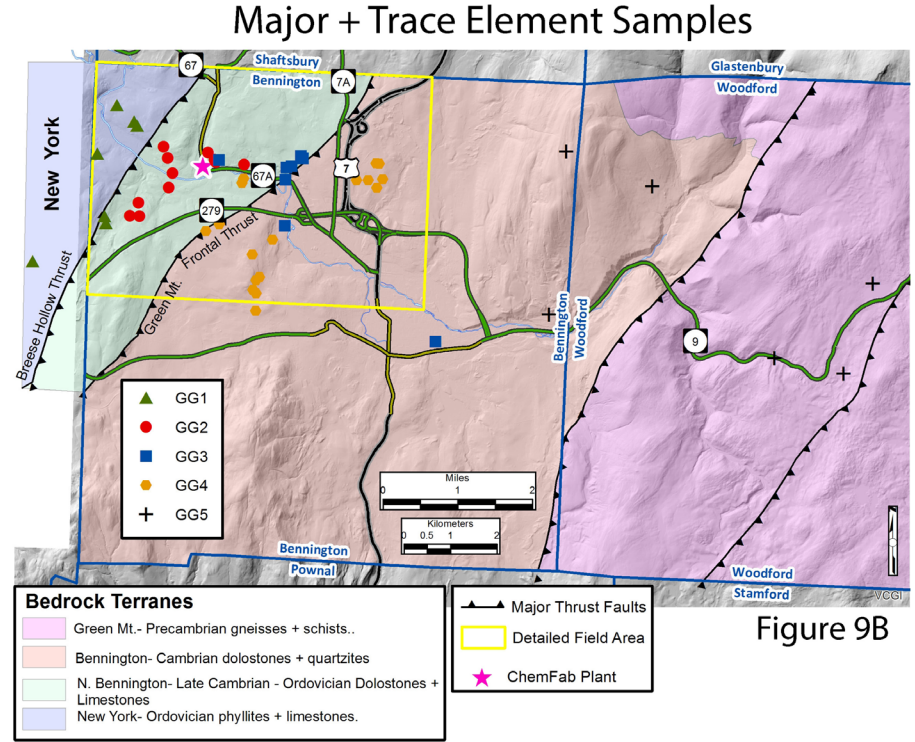 Major + Trace Element Samples
67
Shaftsbury
Bennington
7A
Glastenbury
Woodford
New York
67A
7
279
Frontal Thrust
Green Mt.
Breese Hollow Thrust
Bennington
Woodford
9
GG1
GG2
GG3
GG4
GG5
Miles
0 1 2
Kilometers
0 0.5 1 2
Bennington
Pownal
Woodford
Stamford
VCGI
Bedrock Terranes
Green Mt.- Precambrian gneisses + schists..
Bennington- Cambrian dolostones + quartzites
N. Bennington- Late Cambrian - Ordovician Dolostones +
Limestones
New York- Ordovician phyllites + limestones.
Major Thrust Faults
Detailed Field Area
ChemFab Plant
Figure 9B